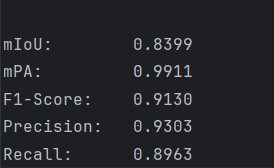 mIoU: 0.8399
mPA: 0.9911
F1-Score: 0.9130
Precision: 0.9303
Recall: 0.8963